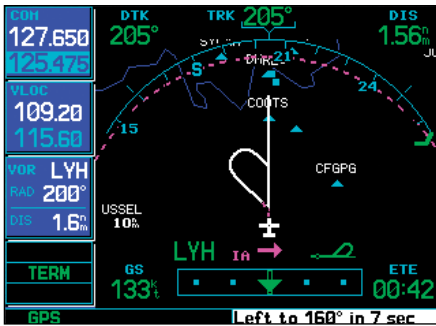 COM
127.650
125.475
VLOC
109.20
115.60
VOR LYH
RAD 200°
DIS 1.6nm
TERM
GPS
DTK
205°
TRK 205°
DIS
1.56nm
JU
S
21
24
15
COOTS
CFGPG
USSEL
10nm
LYH IA
GS
133kt
ETE
00:42
Left to 160° in 7 sec